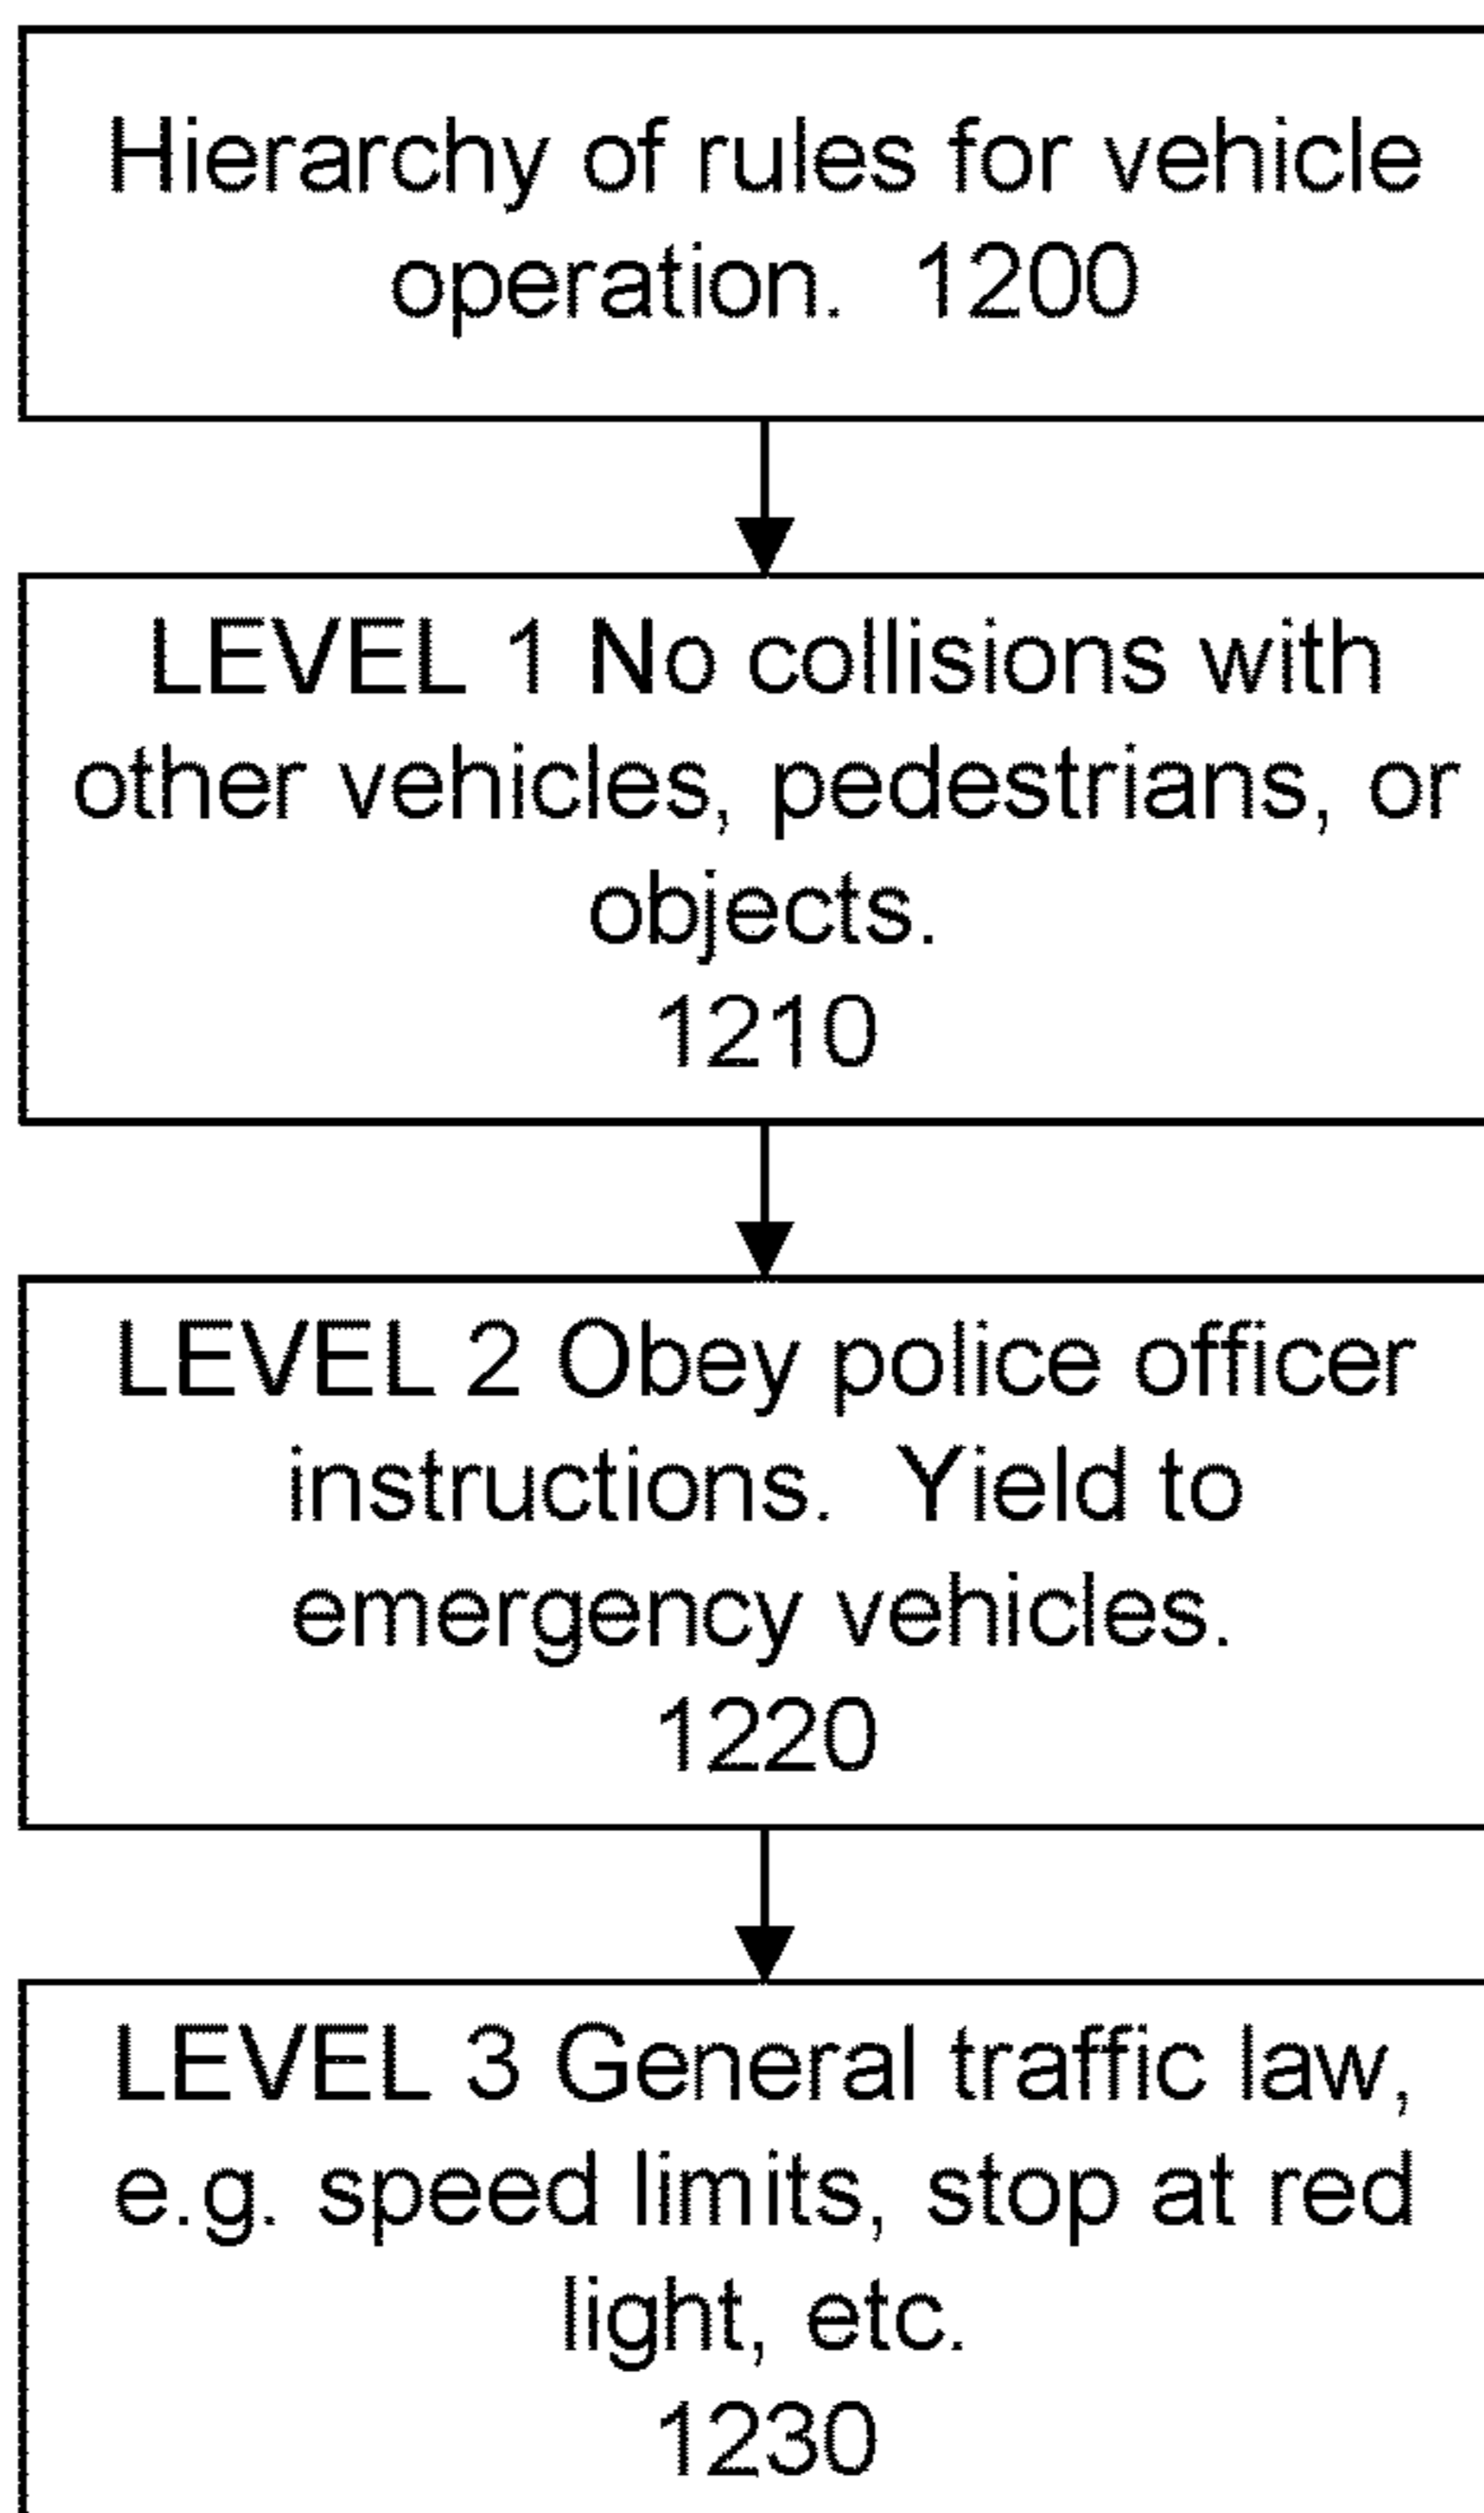 Hierarchy of rules for vehicle
operation.  1200
LEVEL 1 No collisions with
other vehicles, pedestrians, or
objects.
1210
LEVEL 2 Obey police officer
instructions.  Yield to
emergency vehicles.
1220
LEVEL 3 General traffic law,
e.g. speed limits, stop at red
light, etc.
1230